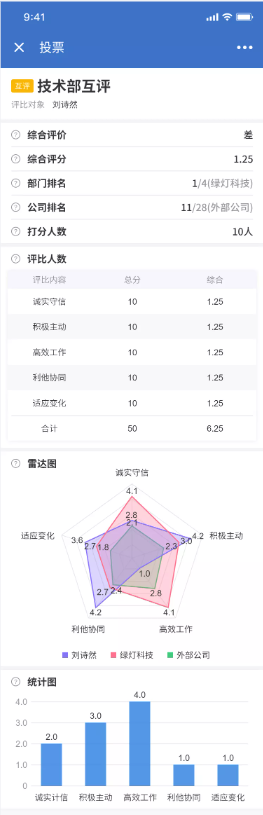 9:41
投票
互评 技术部互评
评比对象 刘诗然
综合评价 差
综合评分 1.25
部门排名 1/4(绿灯科技)
公司排名 11/28(外部公司)
打分人数 10人
评比人数
评比内容 总分 综合
诚实守信 10 1.25
积极主动 10 1.25
高效工作 10 1.25
利他协同 10 1.25
适应变化 10 1.25
合计 50 6.25
雷达图
诚实守信
4.1
2.8
2.1
适应变化 3.6 2.7 1.8 2.3 3.0 4.2 积极主动
1.0
2.7 2.4 2.8
4.2 4.1
利他协同 高效工作
刘诗然 绿灯科技 外部公司
统计图
4.0 4.0
3.0 3.0
2.0 2.0
1.0 1.0 1.0
0
诚实计信 积极主动 高效工作 利他协同 适应变化